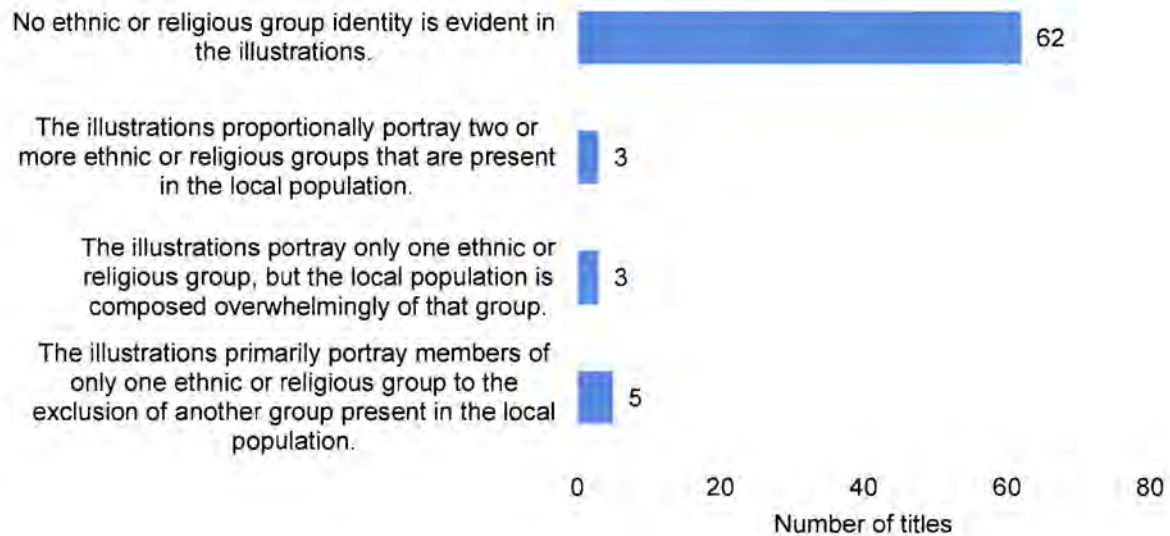 No ethnic or religious group identity is evident in
the illustrations.
62
The illustrations proportionally portray two or
more ethnic or religious groups that are present
in the local population.
3
The illustrations portray only one ethnic or
religious group, but the local population is
composed overwhelmingly of that group.
3
The illustrations primarily portray members of
only one ethnic or religious group to the
exclusion of another group present in the local
population.
5
0 20 40 60 80
Number of titles